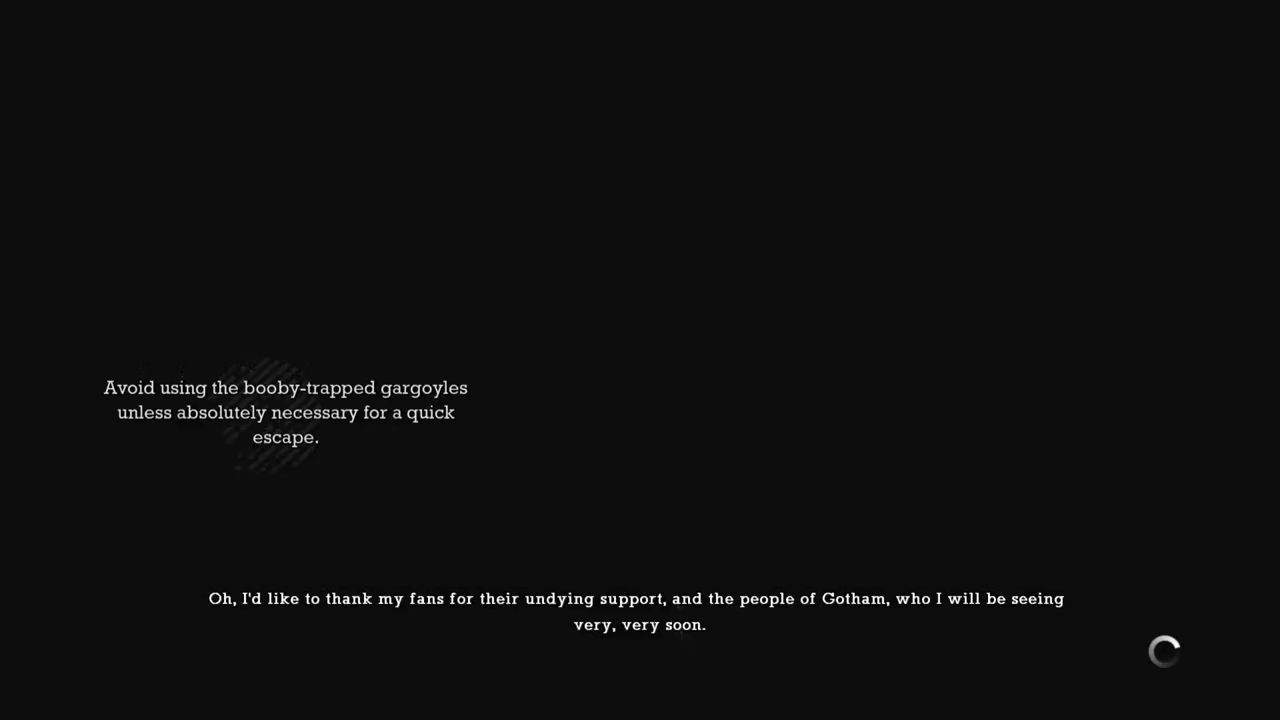 Avoid using the booby-trapped gargoyles
unless absolutely necessary for a quick
escape.
Oh, I'd like to thank my fans for their undying support, and the people of Gotham, who I will be seeing
very, very soon.